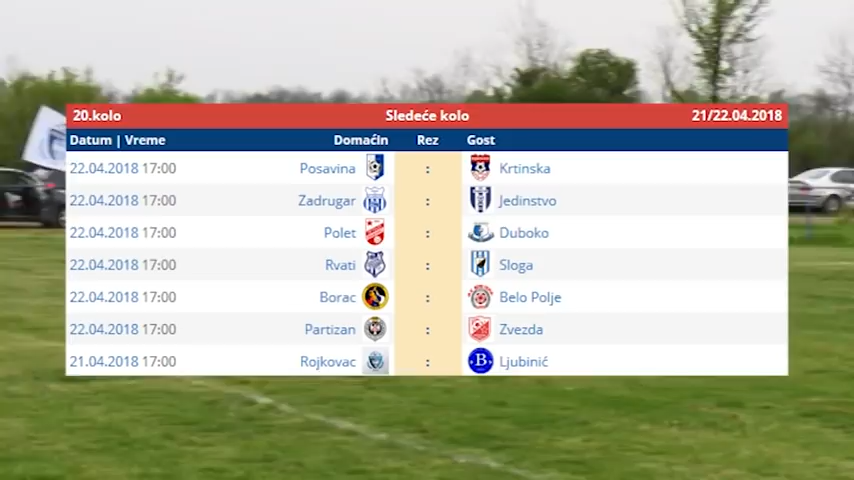 20.kolo Sledeće kolo 21/22.04.2018
Datum | Vreme Domaćin Rez Gost
22.04.2018 17:00 Posavina : Krtinska
22.04.2018 17:00 Zadrugar : Jedinstvo
22.04.2018 17:00 Polet : Duboko
22.04.2018 17:00 Rvati : Sloga
22.04.2018 17:00 Borac : Belo Polje
22.04.2018 17:00 Partizan : Zvezda
21.04.2018 17:00 Rojkovac : B Ljubinić